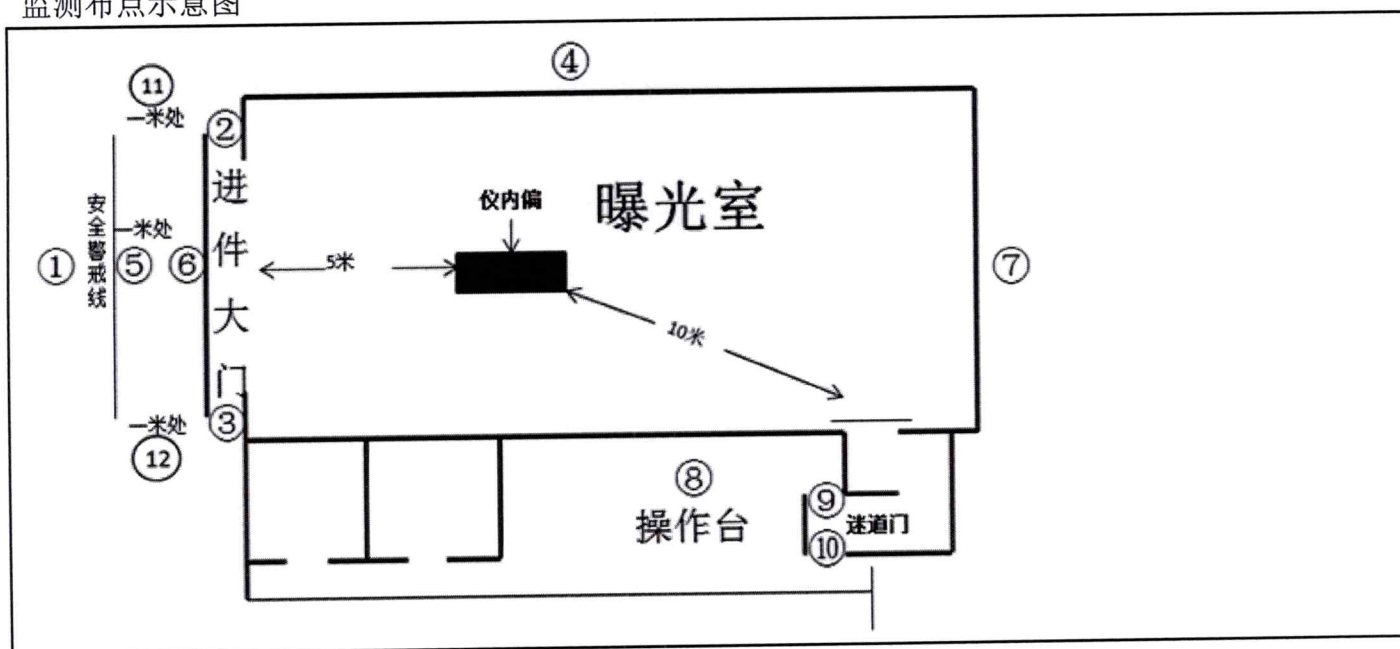 监测布点示意图
④
⑪
一米处
②
进件大门
安全警戒线
一米处
①
⑤
⑥
5米
仪内偏
曝光室
⑦
10米
③
一米处
⑫
⑧
操作台
⑨
迷道门
⑩